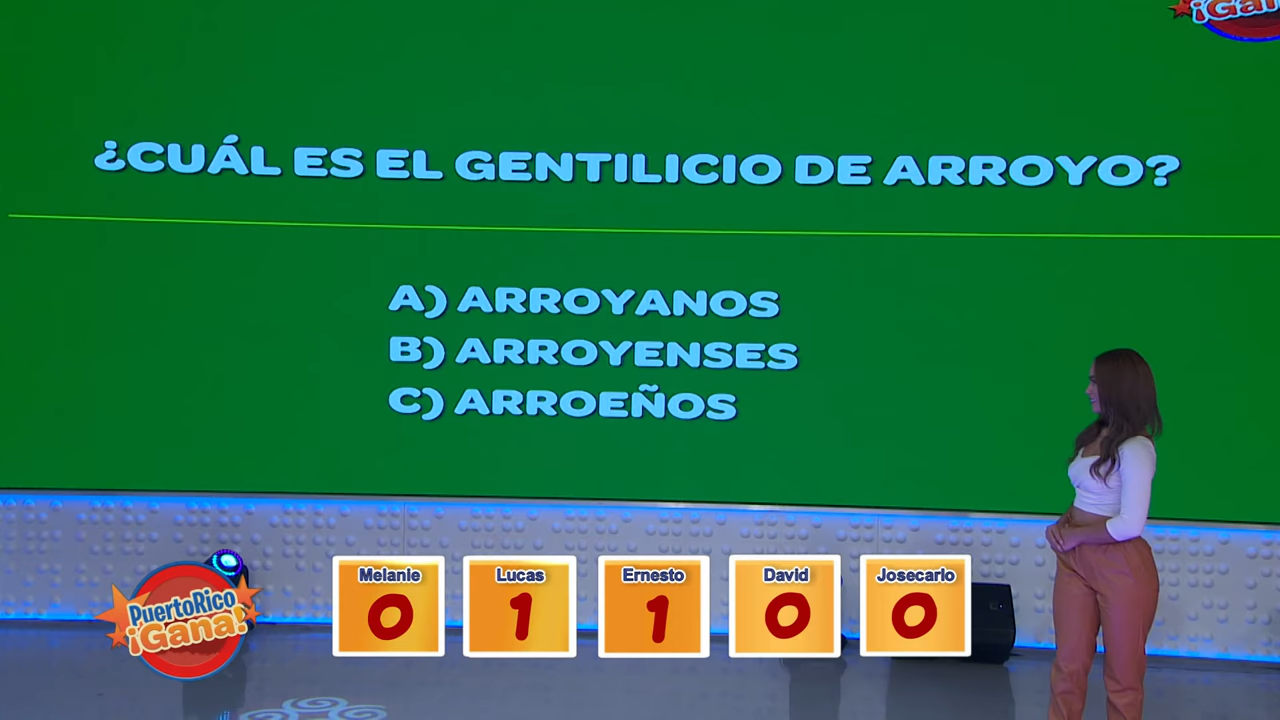 ¡Gan
¿CUÁL ES EL GENTILICIO DE ARROYO?
A) ARROYANOS
B) ARROYENSES
C) ARROEÑOS
Melanie
0
Lucas
1
Ernesto
1
David
0
Josecarlo
0
PuertoRico
¡Gana!